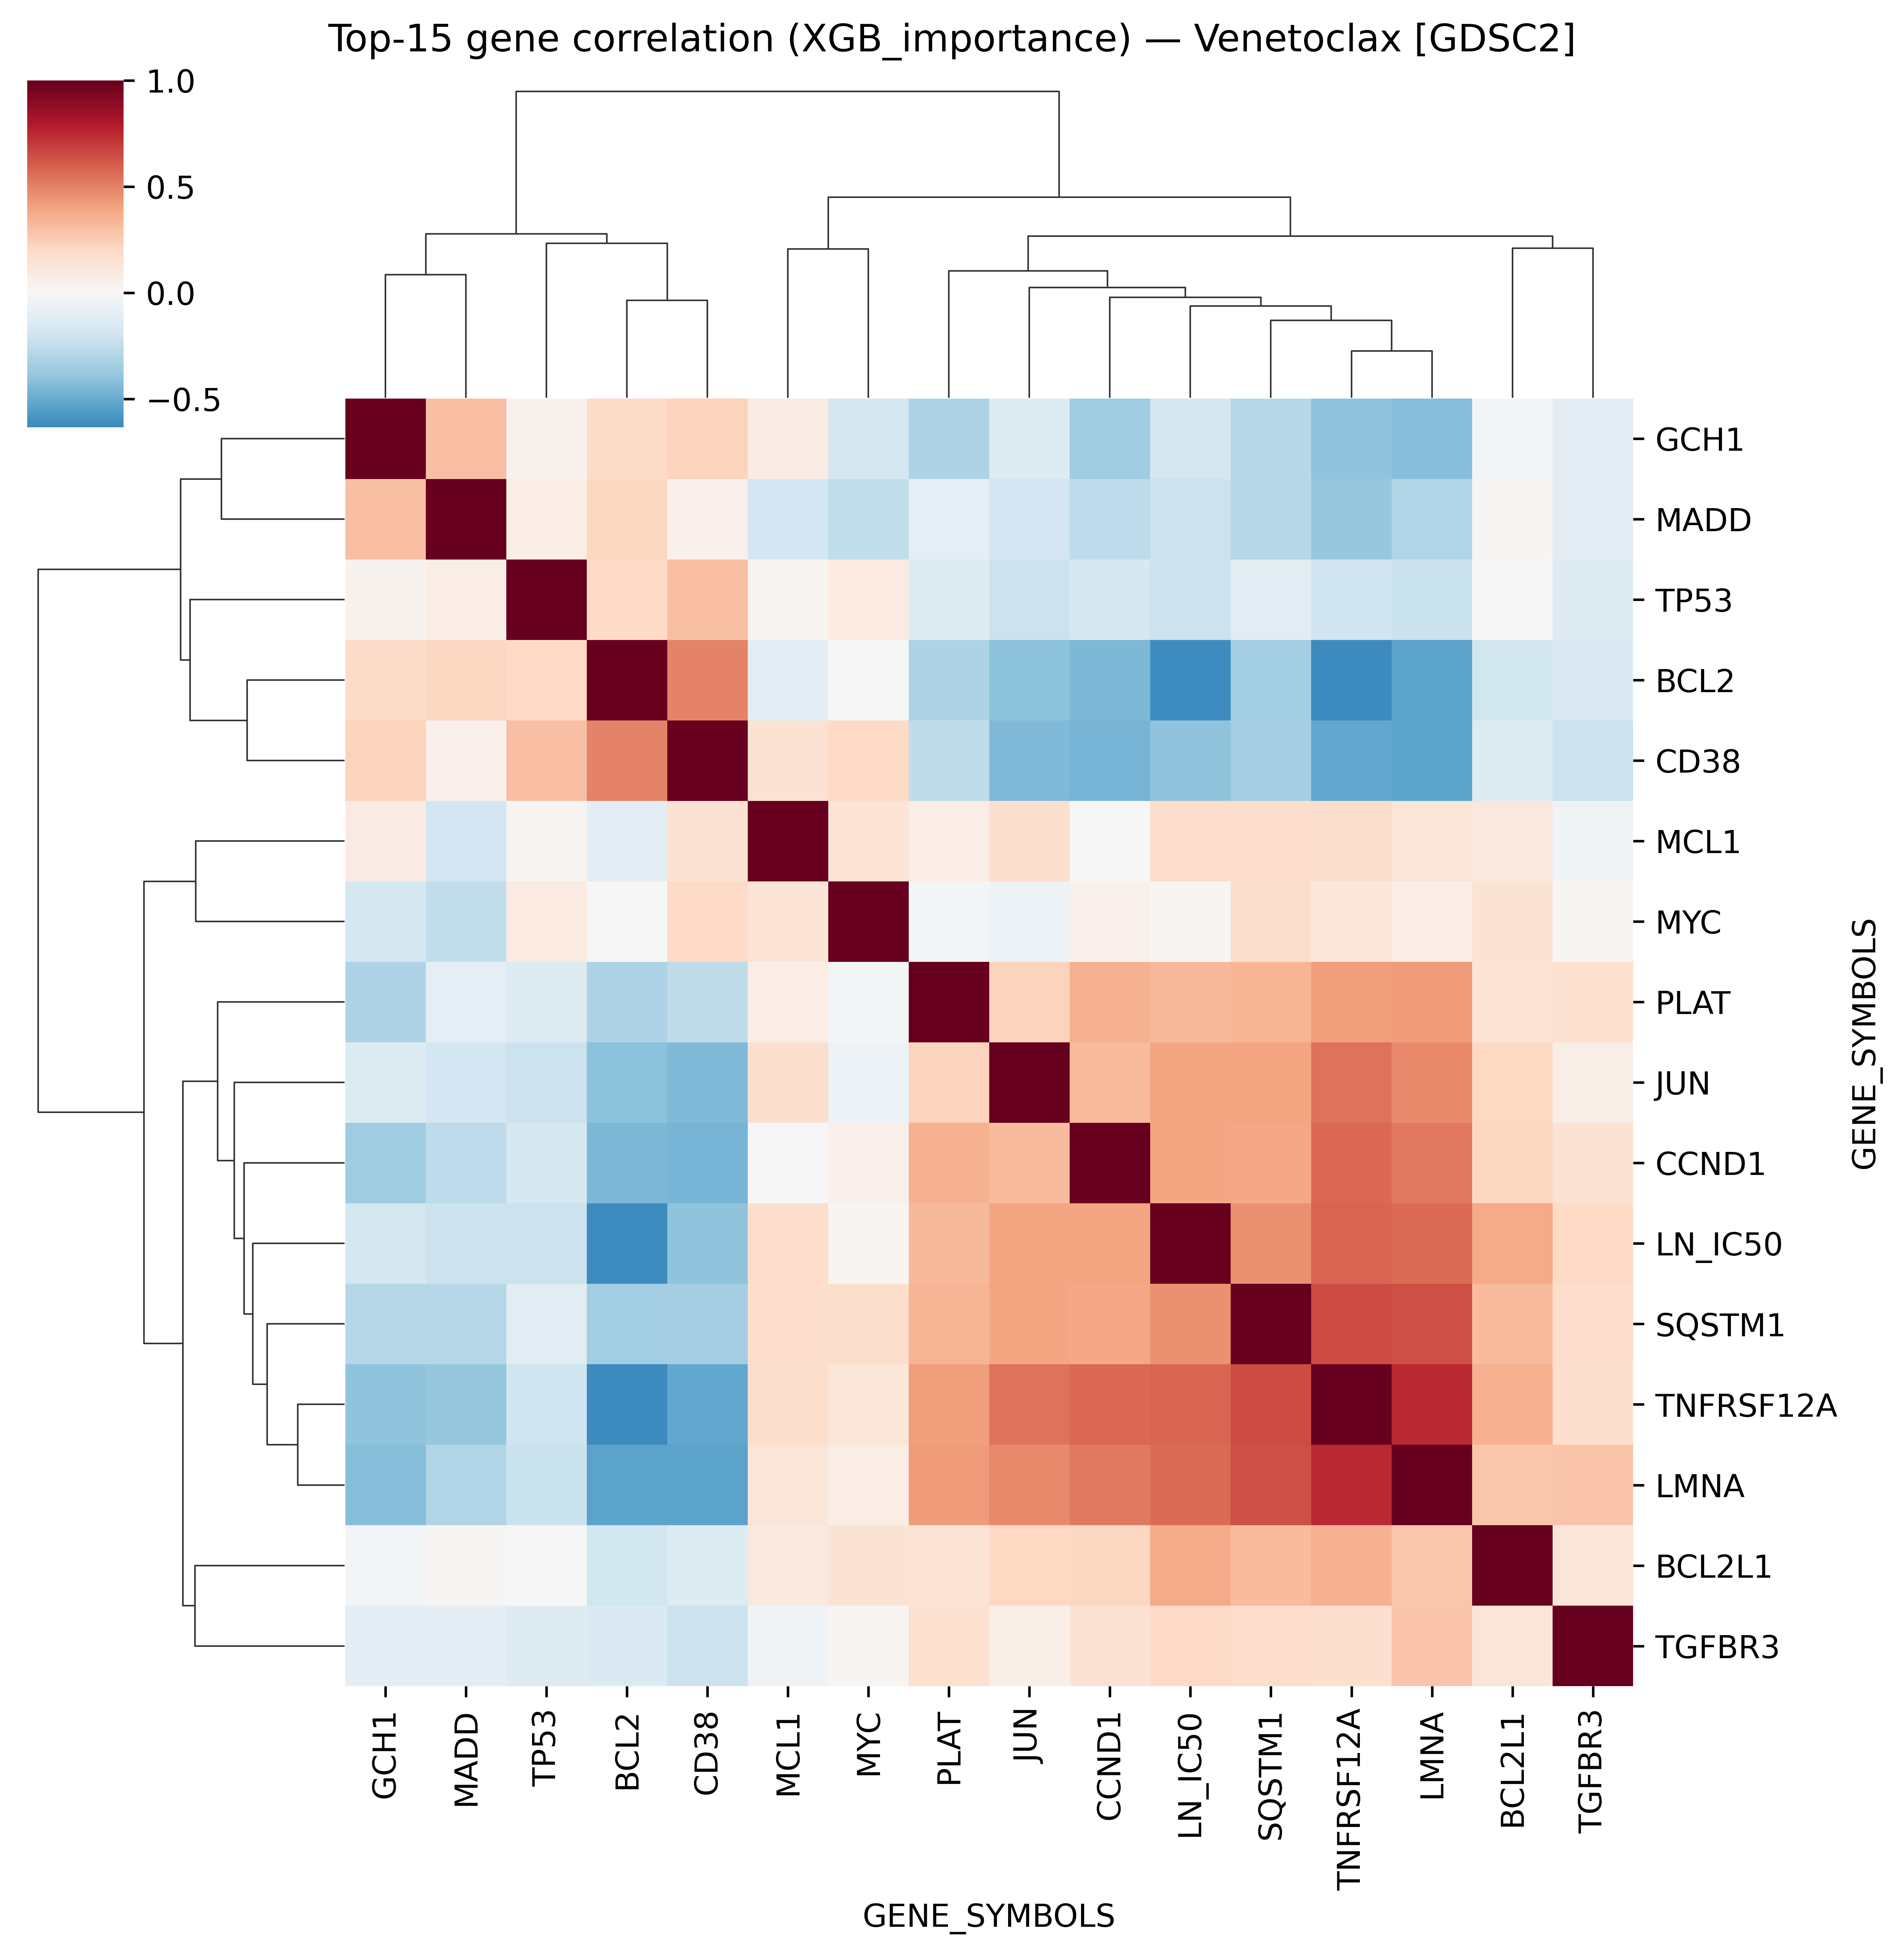 Top-15 gene correlation (XGB_importance) — Venetoclax [GDSC2]
1.0
0.5
0.0
−0.5
GCH1
MADD
TP53
BCL2
CD38
MCL1
MYC
PLAT
JUN
CCND1
LN_IC50
SQSTM1
TNFRSF12A
LMNA
BCL2L1
TGFBR3
GENE_SYMBOLS
GCH1
MADD
TP53
BCL2
CD38
MCL1
MYC
PLAT
JUN
CCND1
LN_IC50
SQSTM1
TNFRSF12A
LMNA
BCL2L1
TGFBR3
GENE_SYMBOLS